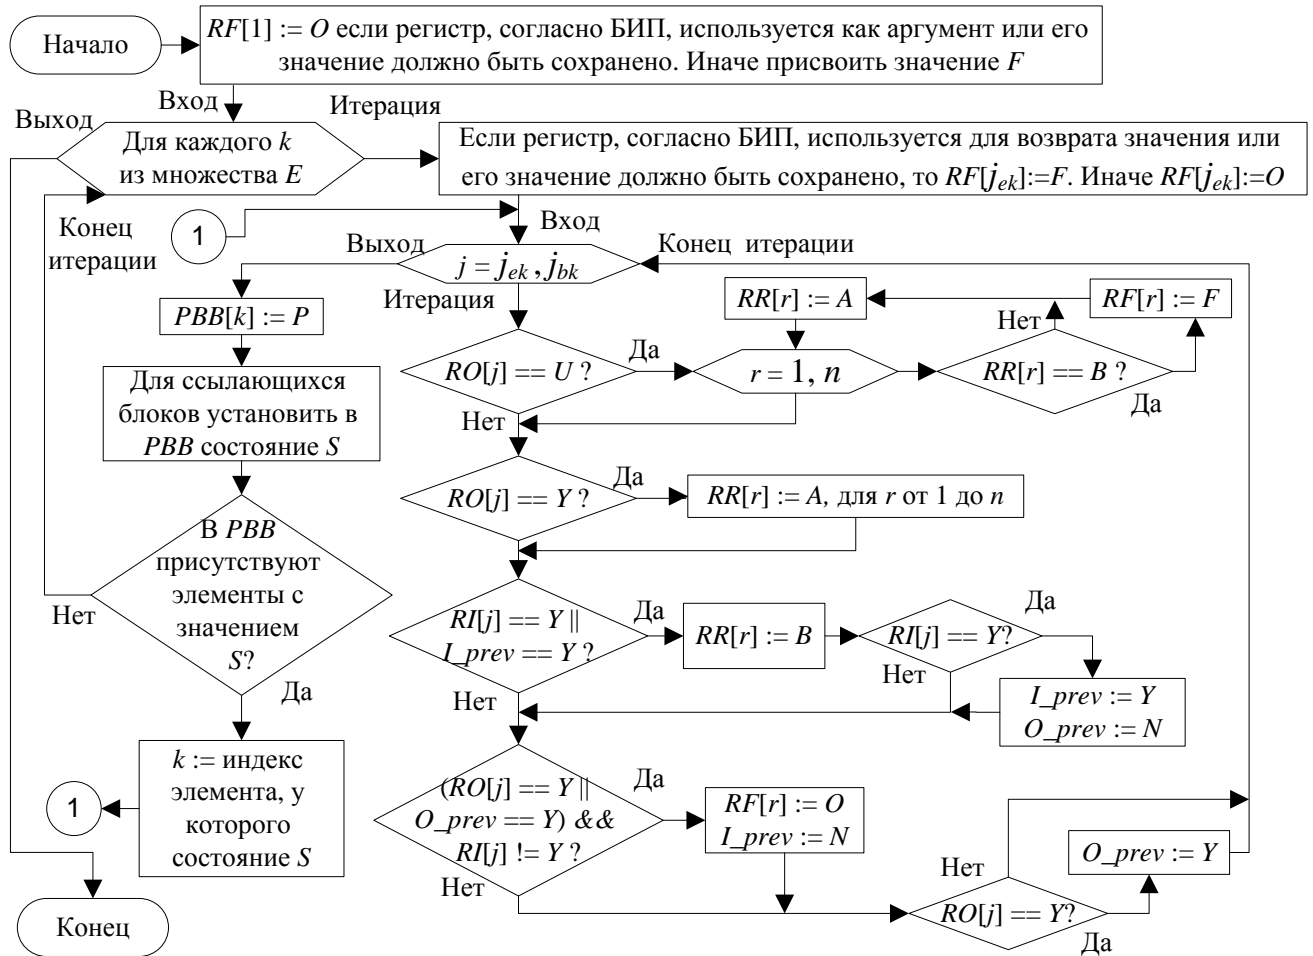 Начало
RF[1] := O если регистр, согласно БИП, используется как аргумент или его
значение должно быть сохранено. Иначе присвоить значение F
Вход
Итерация
Выход
Для каждого k
из множества E
Если регистр, согласно БИП, используется для возврата значения или
его значение должно быть сохранено, то RF[j_ek]:=F. Иначе RF[j_ek]:=O
Конец
итерации
1
Вход
Выход
Конец итерации
j = j_ek , j_bk
Итерация
PBB[k] := P
RR[r] := A
RF[r] := F
Нет
Да
RO[j] == U ?
r = 1, n
RR[r] == B ?
Да
Нет
Для ссылающихся
блоков установить в
PBB состояние S
Да
RO[j] == Y ?
RR[r] := A, для r от 1 до n
В PBB
присутствуют
элементы с
значением
S?
Нет
Да
Да
Да
RI[j] == Y ||
I_prev == Y ?
RR[r] := B
RI[j] == Y?
Нет
Нет
I_prev := Y
O_prev := N
k := индекс
элемента, у
которого
состояние S
1
Да
(RO[j] == Y ||
O_prev == Y) &&
RI[j] != Y ?
RF[r] := O
I_prev := N
Нет
Нет
O_prev := Y
RO[j] == Y?
Да
Конец